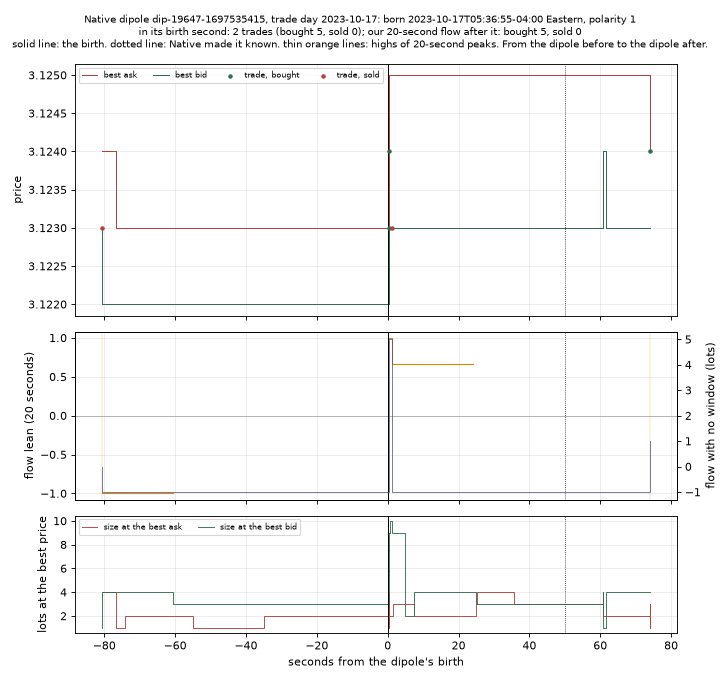 Native dipole dip-19647-1697535415, trade day 2023-10-17: born 2023-10-17T05:36:55-04:00 Eastern, polarity 1
in its birth second: 2 trades (bought 5, sold 0); our 20-second flow after it: bought 5, sold 0
solid line: the birth. dotted line: Native made it known. thin orange lines: highs of 20-second peaks. From the dipole before to the dipole after.
best ask best bid trade, bought trade, sold
3.1250
3.1245
3.1240
3.1235
3.1230
3.1225
3.1220
price
1.0
0.5
0.0
−0.5
−1.0
flow lean (20 seconds)
5
4
3
2
1
0
−1
flow with no window (lots)
size at the best ask size at the best bid
10
8
6
4
2
lots at the best price
−80 −60 −40 −20 0 20 40 60 80
seconds from the dipole's birth